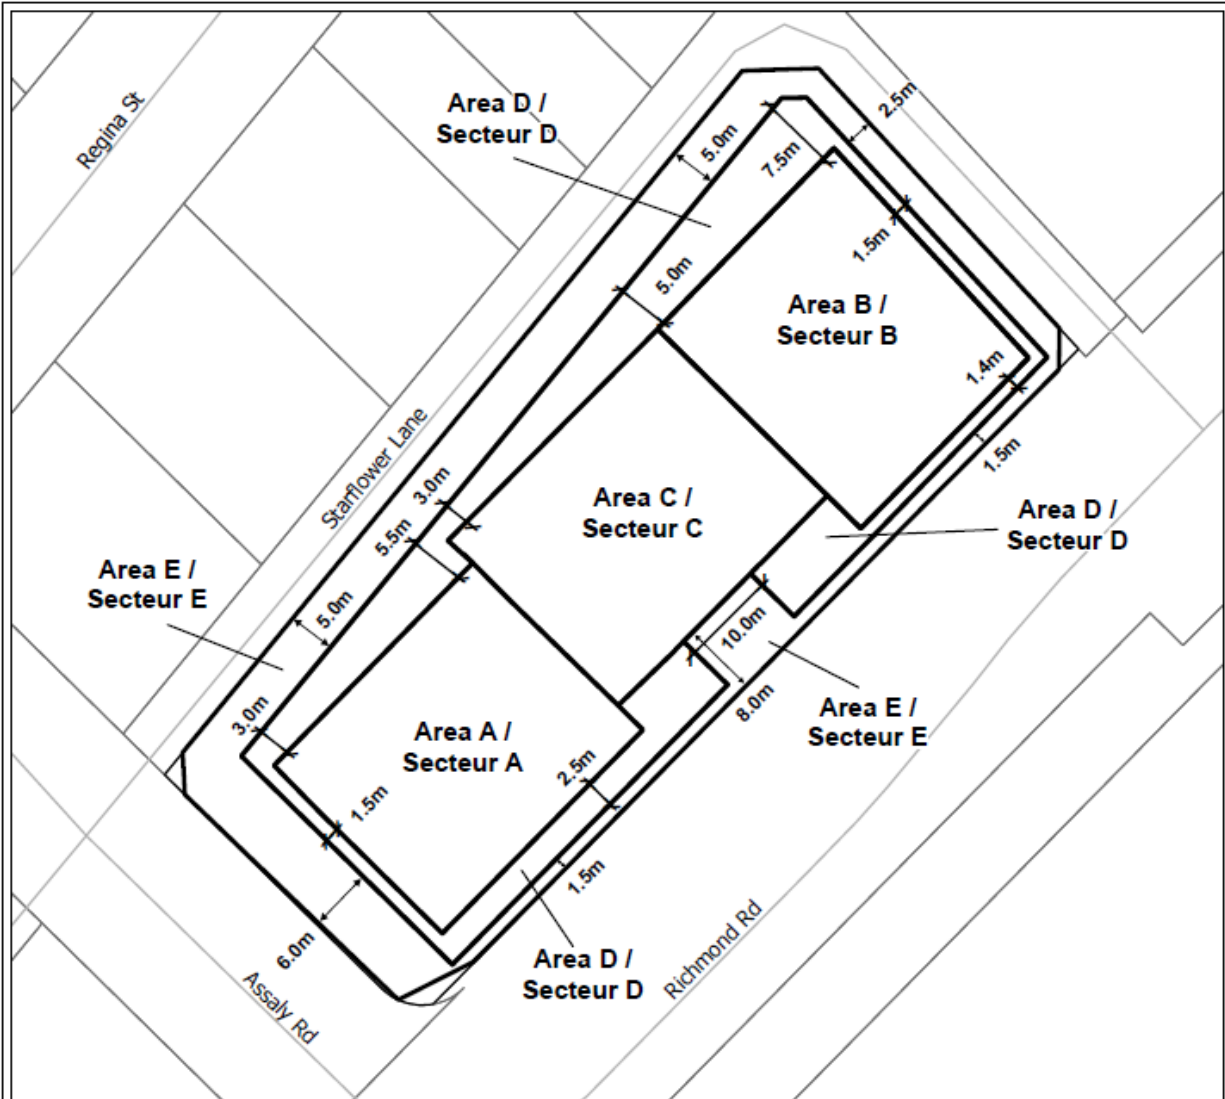 Regina St
Area D /
Secteur D
2.5m
5.0m
7.5m
1.5m
5.0m
Area B /
Secteur B
1.4m
1.5m
Starflower Lane
3.0m
5.5m
Area C /
Secteur C
Area D /
Secteur D
Area E /
Secteur E
5.0m
10.0m
8.0m
Area E /
Secteur E
3.0m
Area A /
Secteur A
2.5m
1.5m
1.5m
6.0m
Assaly Rd
Area D /
Secteur D
Richmond Rd